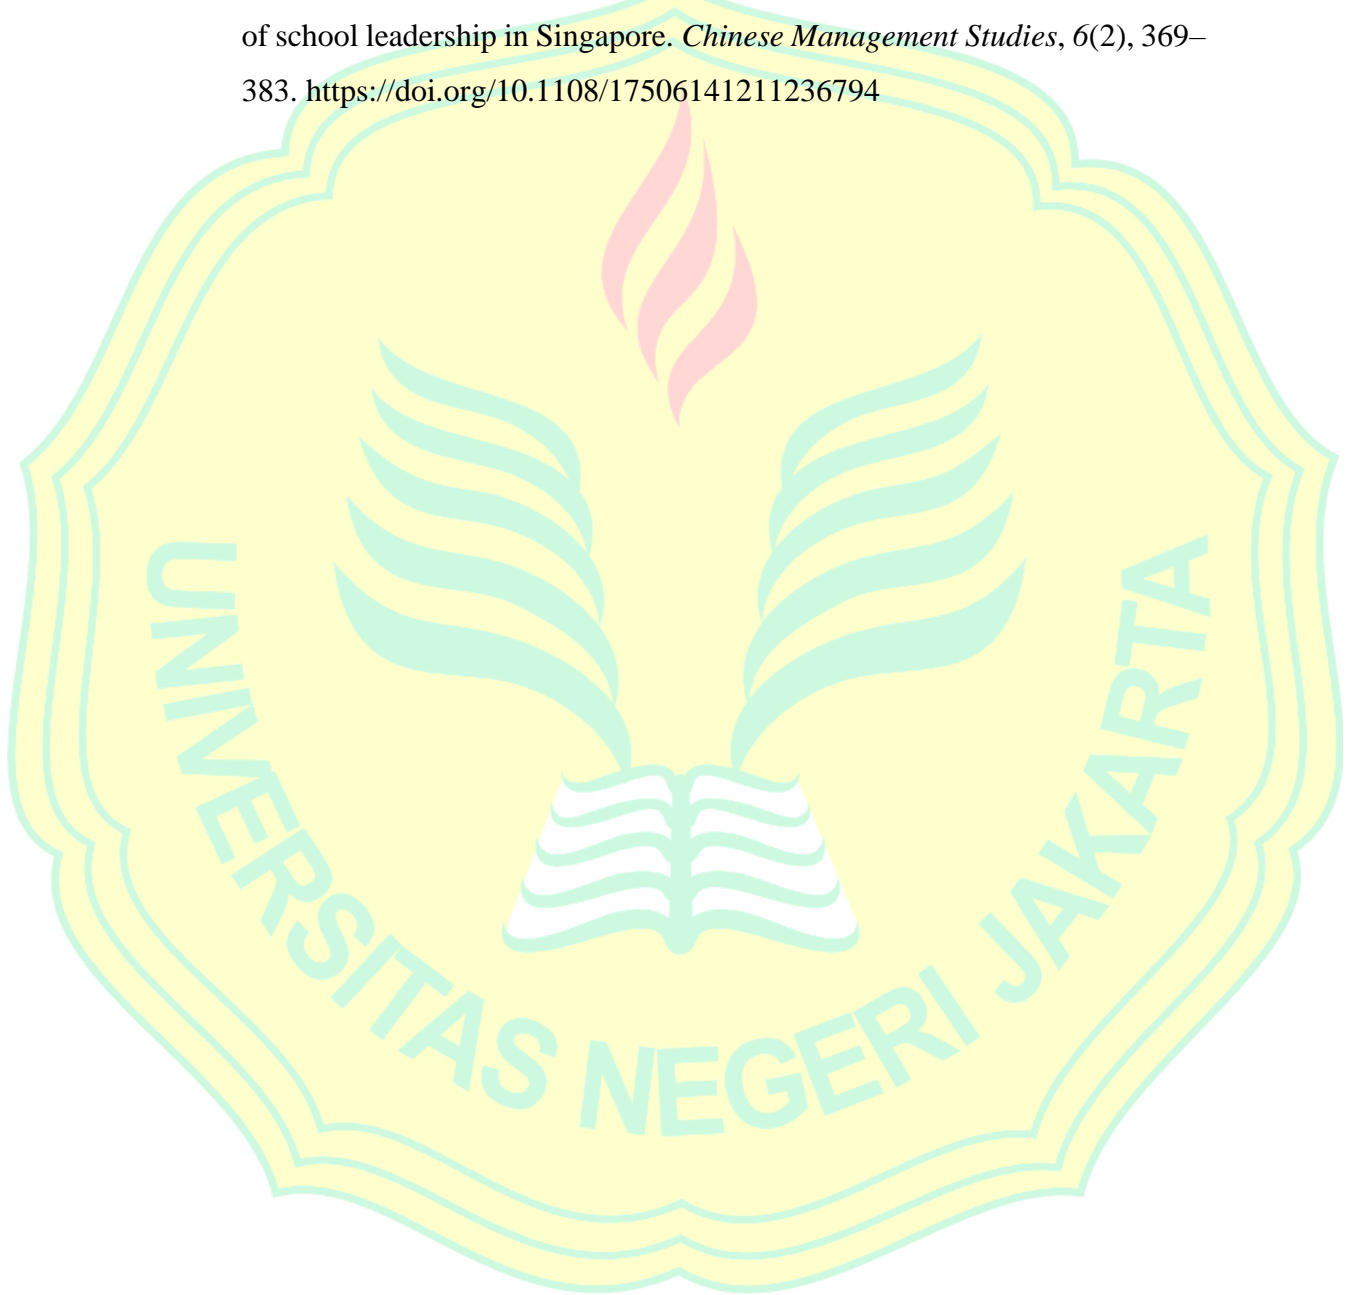 of school leadership in Singapore. Chinese Management Studies, 6(2), 369–
383. https://doi.org/10.1108/17506141211236794
UNIVERSITAS NEGERI JAKARTA